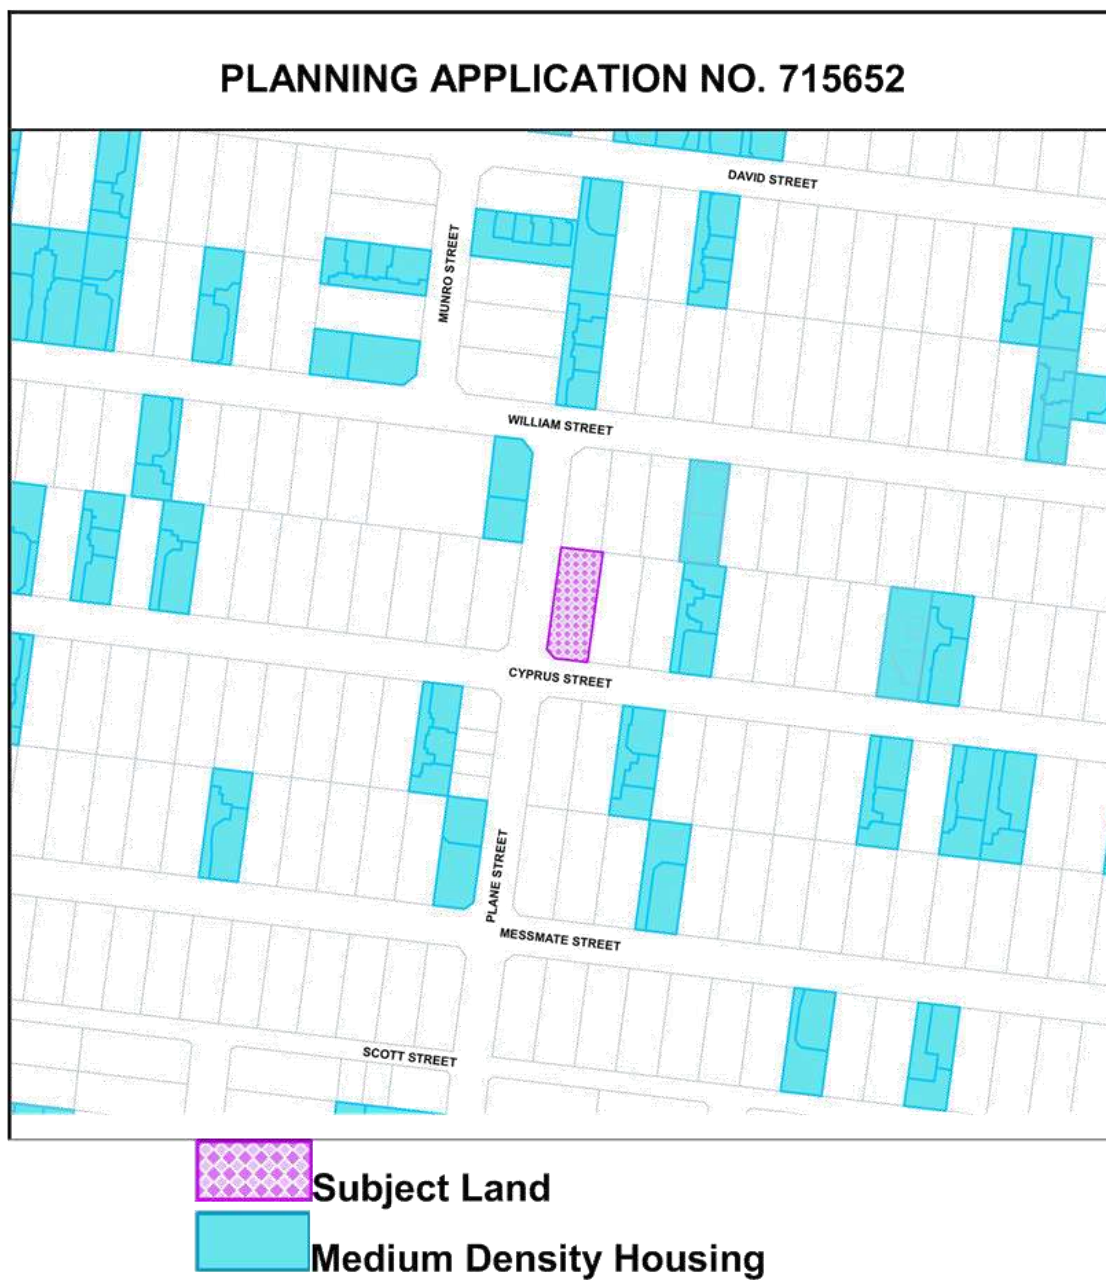 PLANNING APPLICATION NO. 715652
DAVID STREET
MUNRO STREET
WILLIAM STREET
CYPRUS STREET
PLANE STREET
MESSMATE STREET
SCOTT STREET
Subject Land
Medium Density Housing